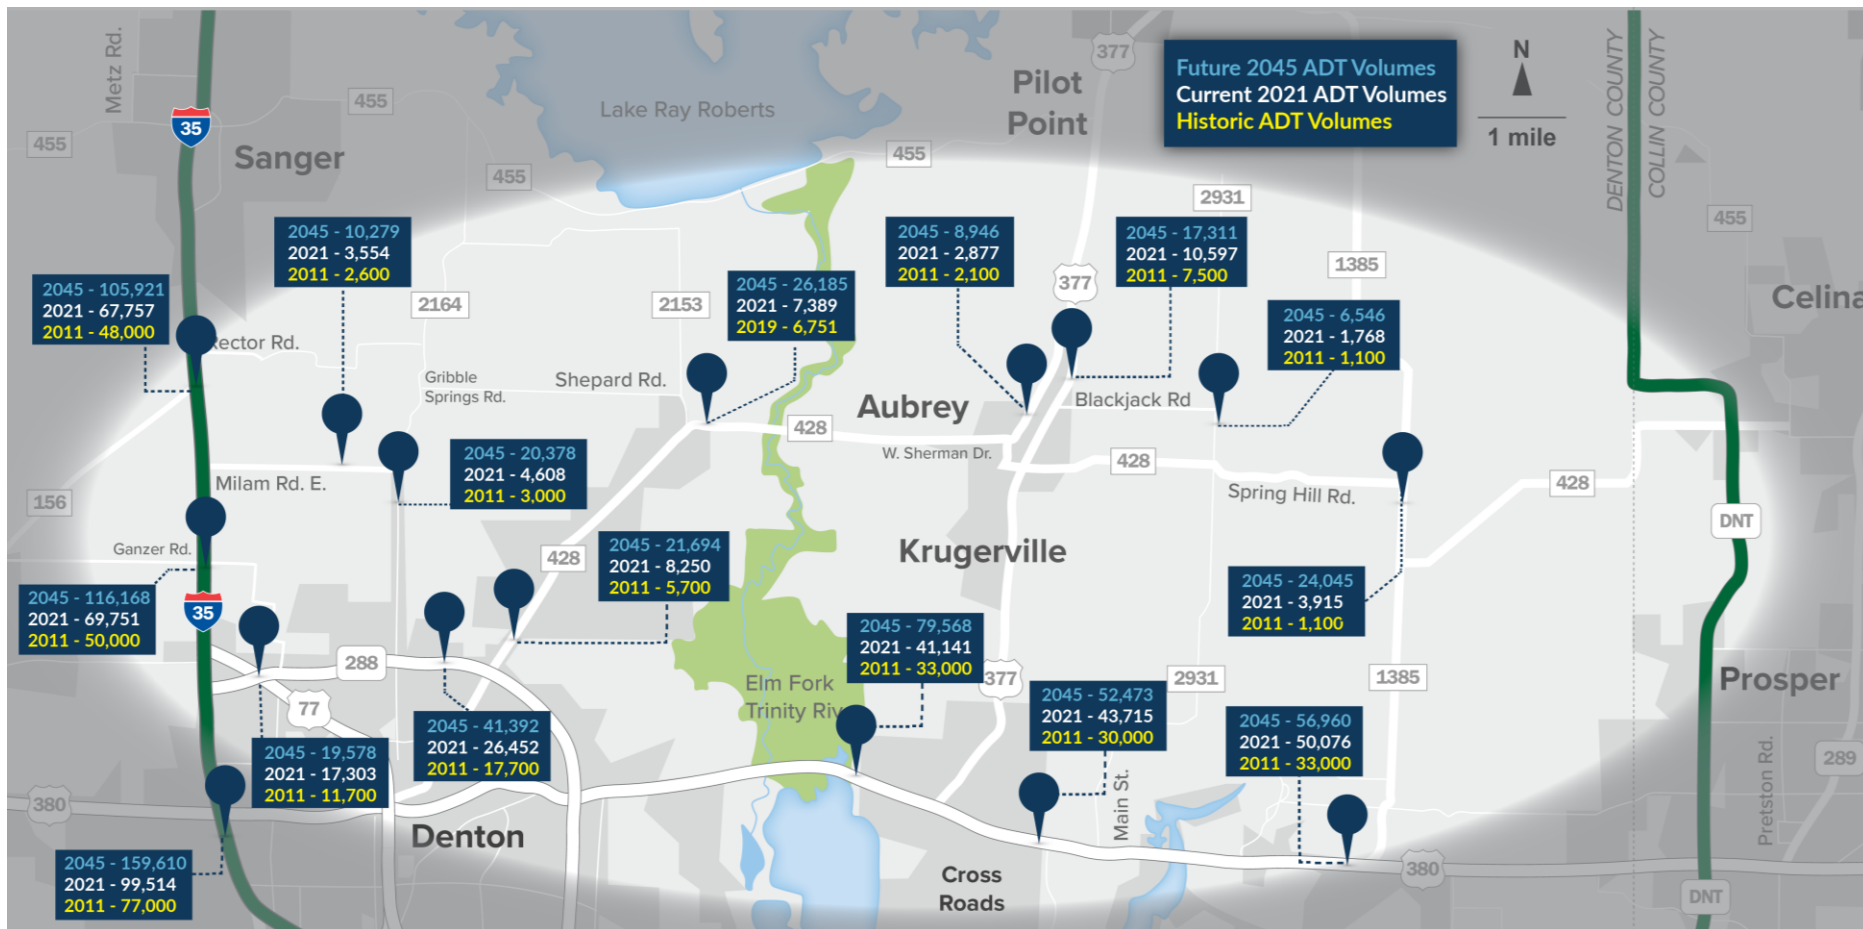 Metz Rd.
35
Sanger
455
455
455
Lake Ray Roberts
377
Pilot
Point
455
Future 2045 ADT Volumes
Current 2021 ADT Volumes
Historic ADT Volumes
N
1 mile
DENTON COUNTY
COLLIN COUNTY
455
2931
2045 - 10,279
2021 - 3,554
2011 - 2,600
2045 - 105,921
2021 - 67,757
2011 - 48,000
Rector Rd.
2164
2153
2045 - 26,185
2021 - 7,389
2019 - 6,751
2045 - 8,946
2021 - 2,877
2011 - 2,100
377
2045 - 17,311
2021 - 10,597
2011 - 7,500
1385
2045 - 6,546
2021 - 1,768
2011 - 1,100
Celina
Gribble
Springs Rd.
Shepard Rd.
Aubrey
Blackjack Rd
428
W. Sherman Dr.
428
Spring Hill Rd.
428
Milam Rd. E.
2045 - 20,378
2021 - 4,608
2011 - 3,000
156
DNT
Ganzer Rd.
428
2045 - 21,694
2021 - 8,250
2011 - 5,700
Krugerville
2045 - 24,045
2021 - 3,915
2011 - 1,100
2045 - 116,168
2021 - 69,751
2011 - 50,000
35
288
77
2045 - 79,568
2021 - 41,141
2011 - 33,000
Elm Fork
Trinity Riv
377
2931
1385
Prosper
2045 - 52,473
2021 - 43,715
2011 - 30,000
2045 - 56,960
2021 - 50,076
2011 - 33,000
2045 - 41,392
2021 - 26,452
2011 - 17,700
2045 - 19,578
2021 - 17,303
2011 - 11,700
380
Denton
Main St.
Pretston Rd.
289
2045 - 159,610
2021 - 99,514
2011 - 77,000
Cross
Roads
380
DNT